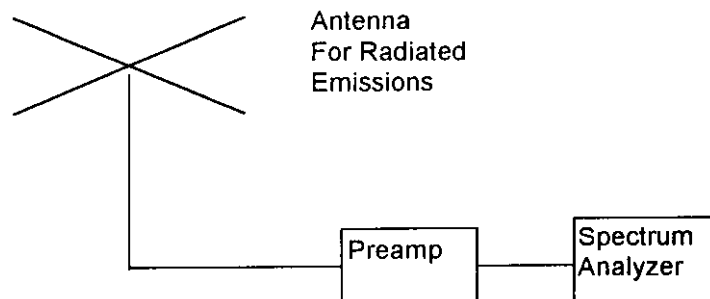 Antenna
For Radiated
Emissions
Preamp
Spectrum
Analyzer